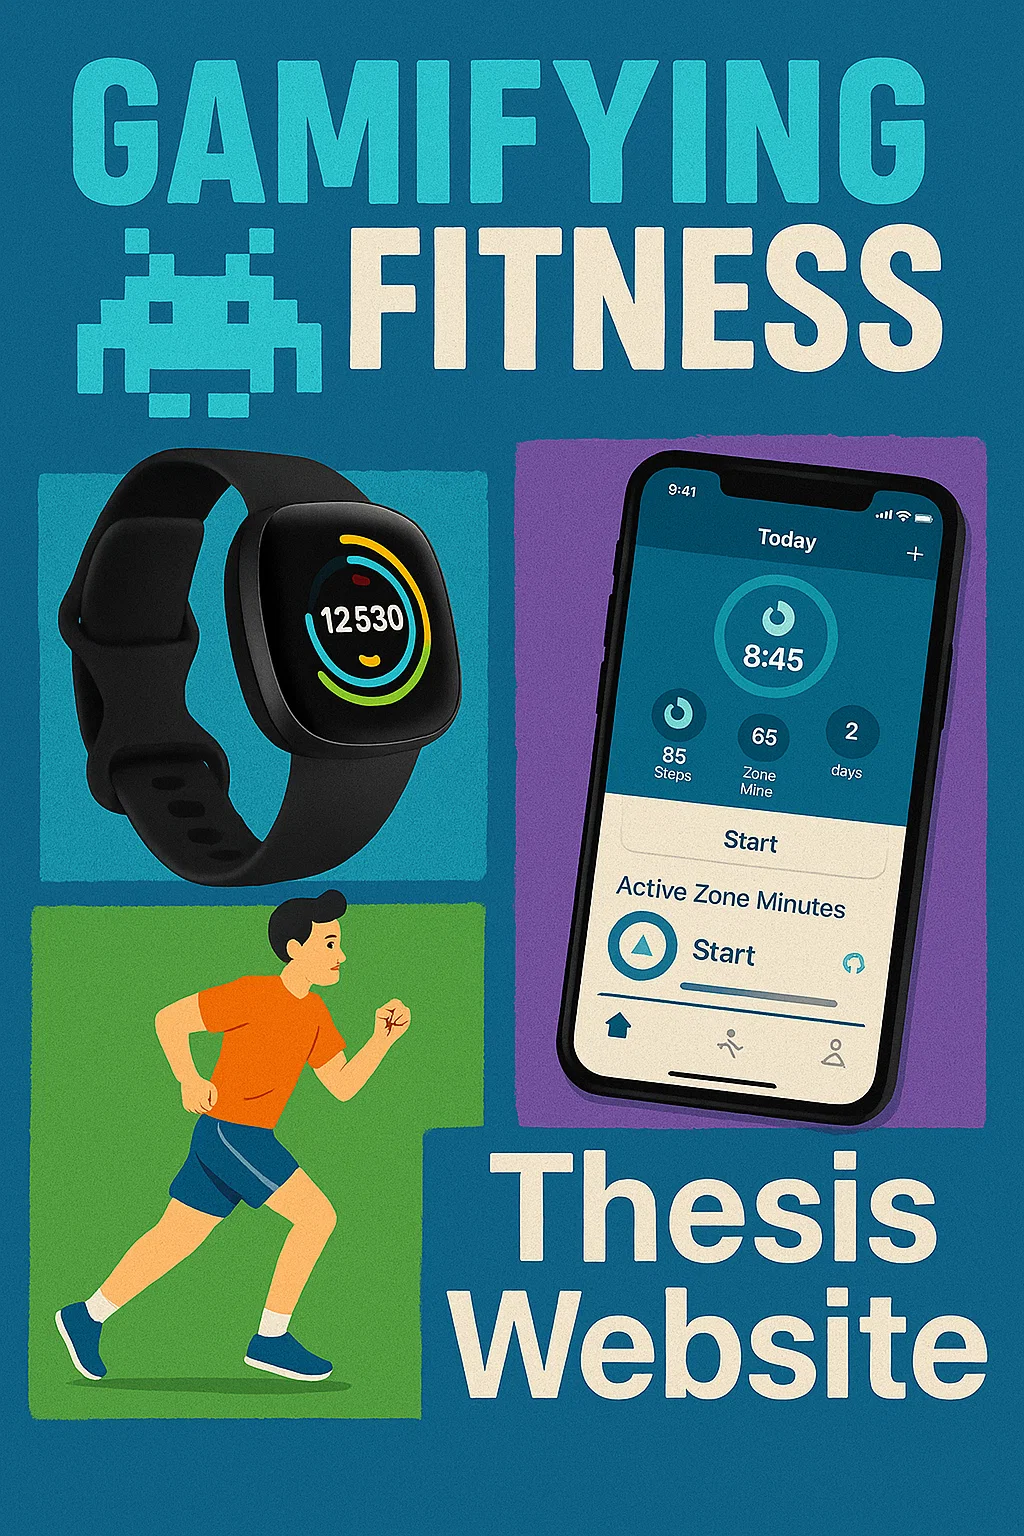 GAMIFYING
FITNESS
12530
9:41
Today
8:45
85
Steps
65
Zone
Mine
2
days
Start
Active Zone Minutes
Start
Thesis
Website